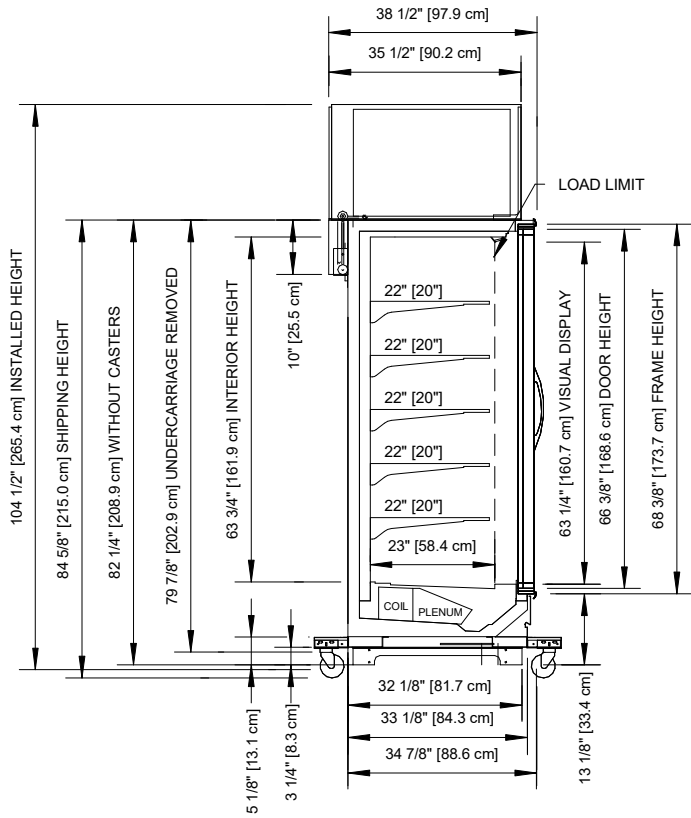 38 1/2" [97.9 cm]
35 1/2" [90.2 cm]
LOAD LIMIT
104 1/2" [265.4 cm] INSTALLED HEIGHT
84 5/8" [215.0 cm] SHIPPING HEIGHT
82 1/4" [208.9 cm] WITHOUT CASTERS
79 7/8" [202.9 cm] UNDERCARRIAGE REMOVED
63 3/4" [161.9 cm] INTERIOR HEIGHT
10" [25.5 cm]
22" [20"]
22" [20"]
22" [20"]
22" [20"]
22" [20"]
23" [58.4 cm]
63 1/4" [160.7 cm] VISUAL DISPLAY
66 3/8" [168.6 cm] DOOR HEIGHT
68 3/8" [173.7 cm] FRAME HEIGHT
COIL
PLENUM
5 1/8" [13.1 cm]
3 1/4" [8.3 cm]
32 1/8" [81.7 cm]
33 1/8" [84.3 cm]
34 7/8" [88.6 cm]
13 1/8" [33.4 cm]